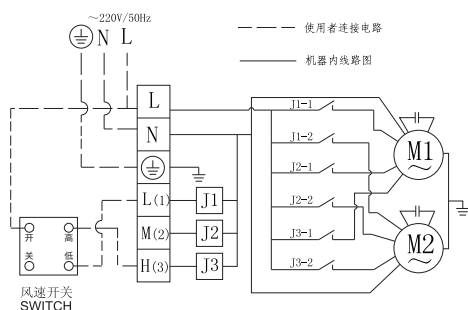 ~220V/50Hz
N L
使用者连接电路
机器内线路图
L
N
L(1)
M(2)
H(3)
J1
J2
J3
J1-1
J1-2
J2-1
J2-2
J3-1
J3-2
M1
~
M2
~
开 高
关 低
风速开关
SWITCH